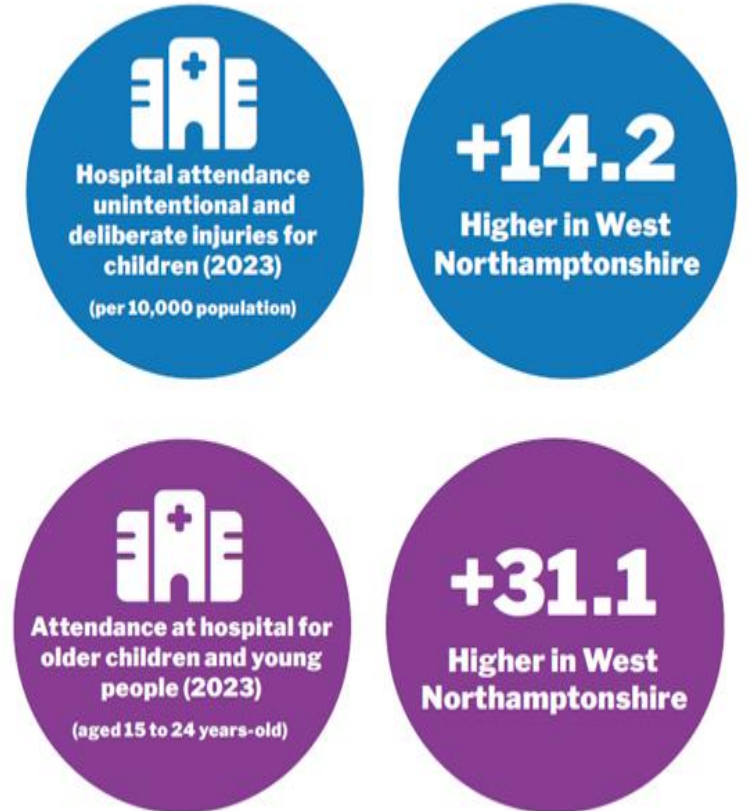 Hospital attendance
unintentional and
deliberate injuries for
children (2023)
(per 10,000 population)
+14.2
Higher in West
Northamptonshire
Attendance at hospital for
older children and young
people (2023)
(aged 15 to 24 years-old)
+31.1
Higher in West
Northamptonshire